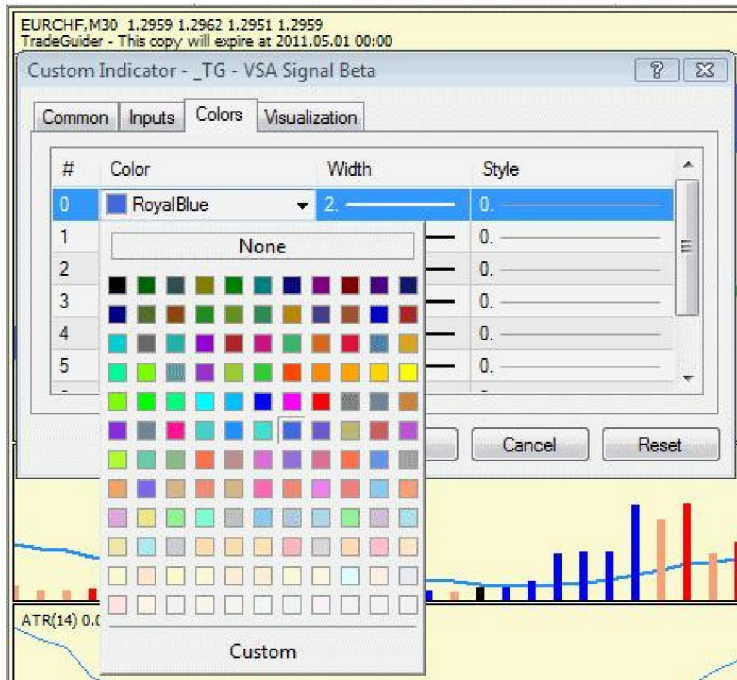 EURCHF,M30 1.2959 1.2962 1.2951 1.2959
TradeGuider - This copy will expire at 2011.05.01 00:00
Custom Indicator - _TG - VSA Signal Beta
Common Inputs Colors Visualization
# Color Width Style
0 RoyalBlue 2. 0.
None
1 0.
2 0.
3 0.
4 0.
5 0.
Cancel Reset
ATR(14)
Custom